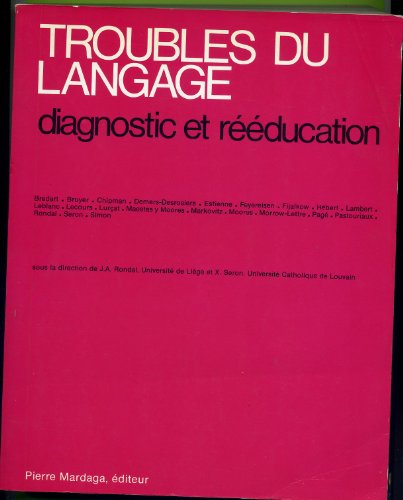 TROUBLES DU
LANGAGE
diagnostic et rééducation
Bredart • Broyer • Chipman • Demers-Desrosiers • Estienne • Feyereisen • Fijalkow • Hébert • Lambert •
Leblanc • Lecours • Lurçat • Maestas y Moores • Markovitz • Moores • Morrow-Lettre • Pagé • Pastouriaux •
Rondal • Seron • Simon
sous la direction de J.A. Rondal, Université de Liège et X. Seron, Université Catholique de Louvain
Pierre Mardaga, éditeur